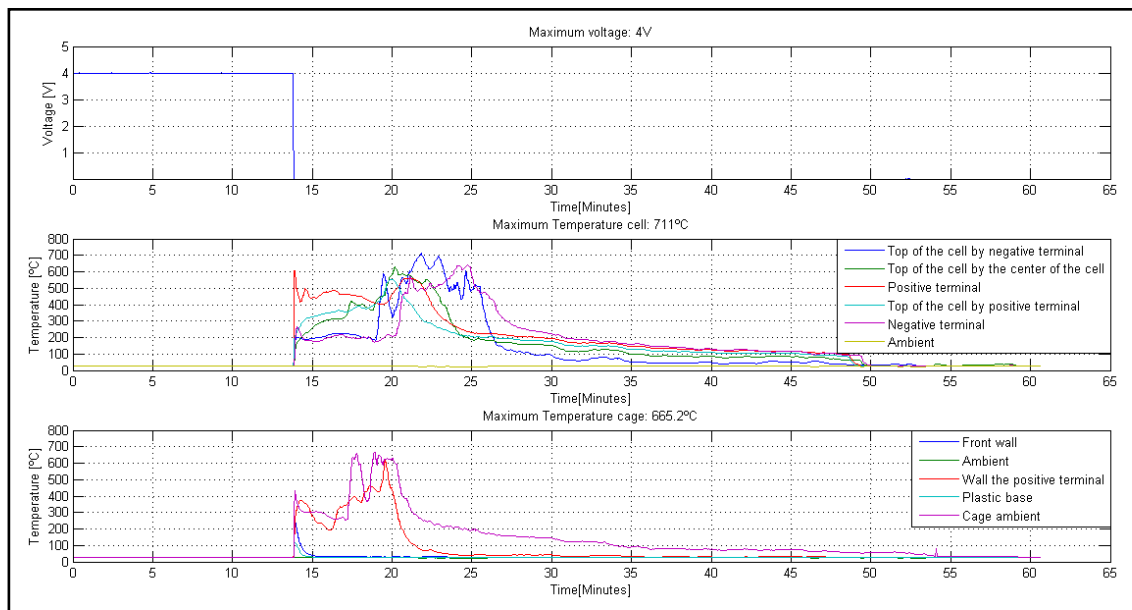 Maximum voltage: 4V
5
4
3
2
1
Voltage [V]
0 5 10 15 20 25 30 35 40 45 50 55 60 65
Time[Minutes]
Maximum Temperature cell: 711ºC
800
700
600
500
400
300
200
100
0
Temperature [ºC]
Top of the cell by negative terminal
Top of the cell by the center of the cell
Positive terminal
Top of the cell by positive terminal
Negative terminal
Ambient
0 5 10 15 20 25 30 35 40 45 50 55 60 65
Time[Minutes]
Maximum Temperature cage: 665.2ºC
800
700
600
500
400
300
200
100
0
Temperature [ºC]
Front wall
Ambient
Wall the positive terminal
Plastic base
Cage ambient
0 5 10 15 20 25 30 35 40 45 50 55 60 65
Time[Minutes]